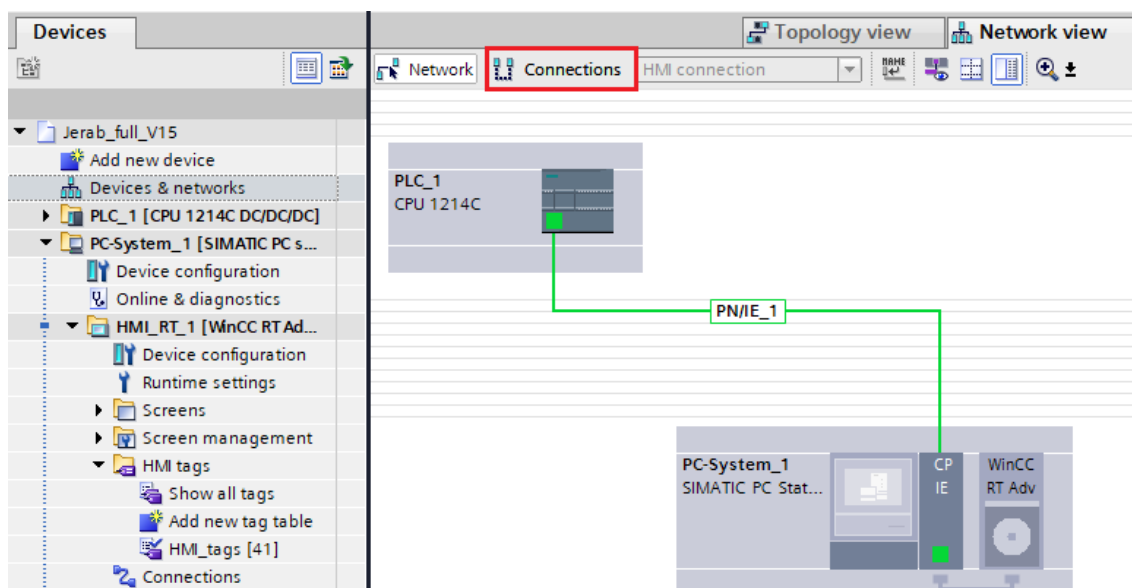 Devices
Topology view
Network view
Network
Connections
HMI connection
NAME
Jerab_full_V15
Add new device
Devices & networks
PLC_1 [CPU 1214C DC/DC/DC]
PC-System_1 [SIMATIC PC s...
Device configuration
Online & diagnostics
HMI_RT_1 [WinCC RT Ad...
Device configuration
Runtime settings
Screens
Screen management
HMI tags
Show all tags
Add new tag table
HMI_tags [41]
Connections
PLC_1
CPU 1214C
PN/IE_1
PC-System_1
SIMATIC PC Stat...
CP
IE
WinCC
RT Adv